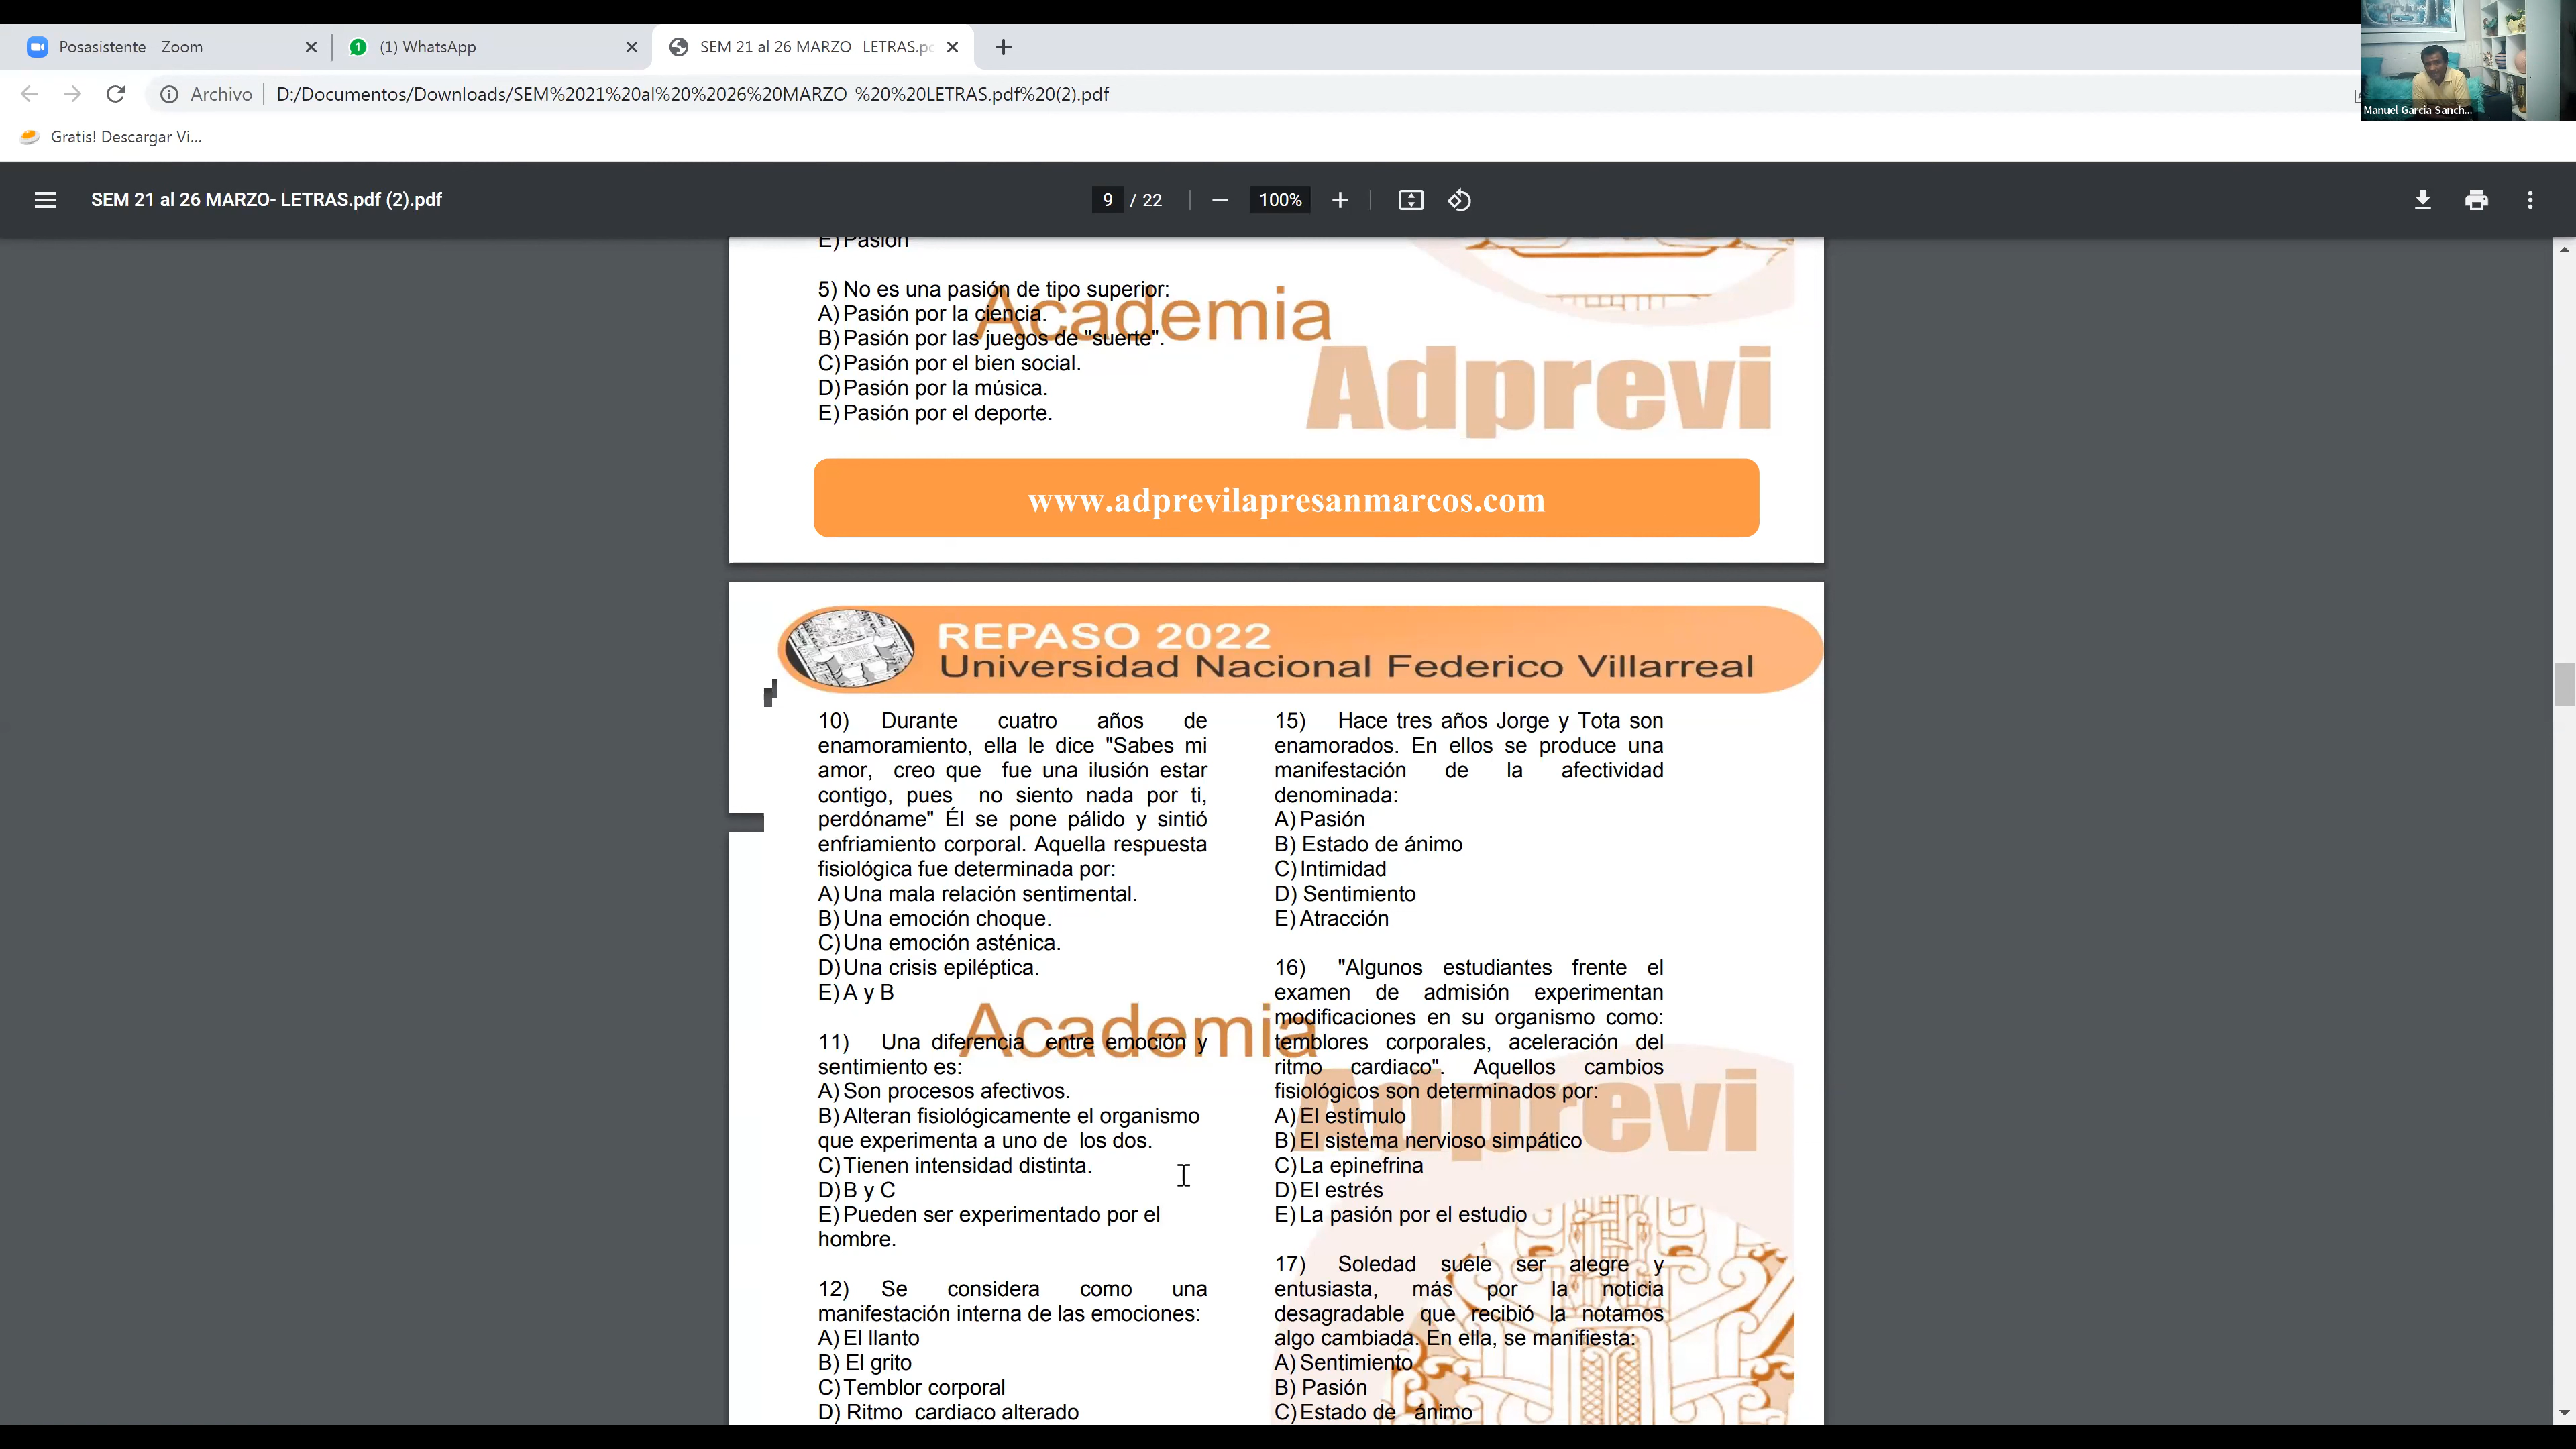 Posasistente - Zoom
(1) WhatsApp
SEM 21 al 26 MARZO- LETRAS.pd
Archivo
D:/Documentos/Downloads/SEM%2021%20al%20%2026%20MARZO-%20%20LETRAS.pdf%20(2).pdf
Manuel Garcia Sanch...
Gratis! Descargar Vi...
SEM 21 al 26 MARZO- LETRAS.pdf (2).pdf
9 / 22
100%
E) Pasión
5) No es una pasión de tipo superior:
A) Pasión por la ciencia.
B) Pasión por las juegos de "suerte".
C) Pasión por el bien social.
D) Pasión por la música.
E) Pasión por el deporte.
Academia
Adprevi
www.adprevilapresanmarcos.com
REPASO 2022
Universidad Nacional Federico Villarreal
10) Durante cuatro años de
enamoramiento, ella le dice "Sabes mi
amor, creo que fue una ilusión estar
contigo, pues no siento nada por ti,
perdóname" Él se pone pálido y sintió
enfriamiento corporal. Aquella respuesta
fisiológica fue determinada por:
A) Una mala relación sentimental.
B) Una emoción choque.
C) Una emoción asténica.
D) Una crisis epiléptica.
E) A y B
11) Una diferencia entre emoción y
sentimiento es:
A) Son procesos afectivos.
B) Alteran fisiológicamente el organismo
que experimenta a uno de los dos.
C) Tienen intensidad distinta.
D) B y C
E) Pueden ser experimentado por el
hombre.
12) Se considera como una
manifestación interna de las emociones:
A) El llanto
B) El grito
C) Temblor corporal
D) Ritmo cardiaco alterado
15) Hace tres años Jorge y Tota son
enamorados. En ellos se produce una
manifestación de la afectividad
denominada:
A) Pasión
B) Estado de ánimo
C) Intimidad
D) Sentimiento
E) Atracción
16) "Algunos estudiantes frente el
examen de admisión experimentan
modificaciones en su organismo como:
temblores corporales, aceleración del
ritmo cardiaco". Aquellos cambios
fisiológicos son determinados por:
A) El estímulo
B) El sistema nervioso simpático
C) La epinefrina
D) El estrés
E) La pasión por el estudio
17) Soledad suele ser alegre y
entusiasta, más por la noticia
desagradable que recibió la notamos
algo cambiada. En ella, se manifiesta:
A) Sentimiento
B) Pasión
C) Estado de ánimo
Academia
Adprevi